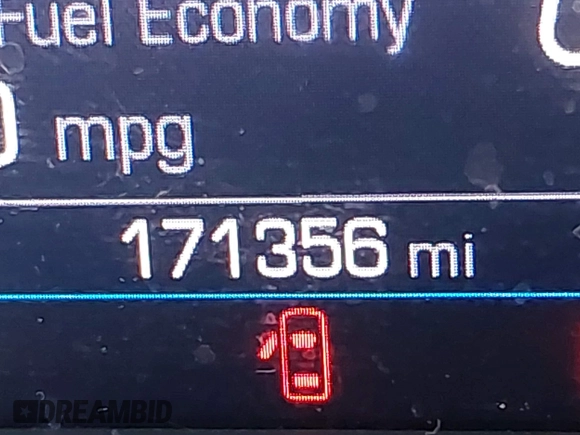 Fuel Economy
mpg
171356 mi
DREAMBID